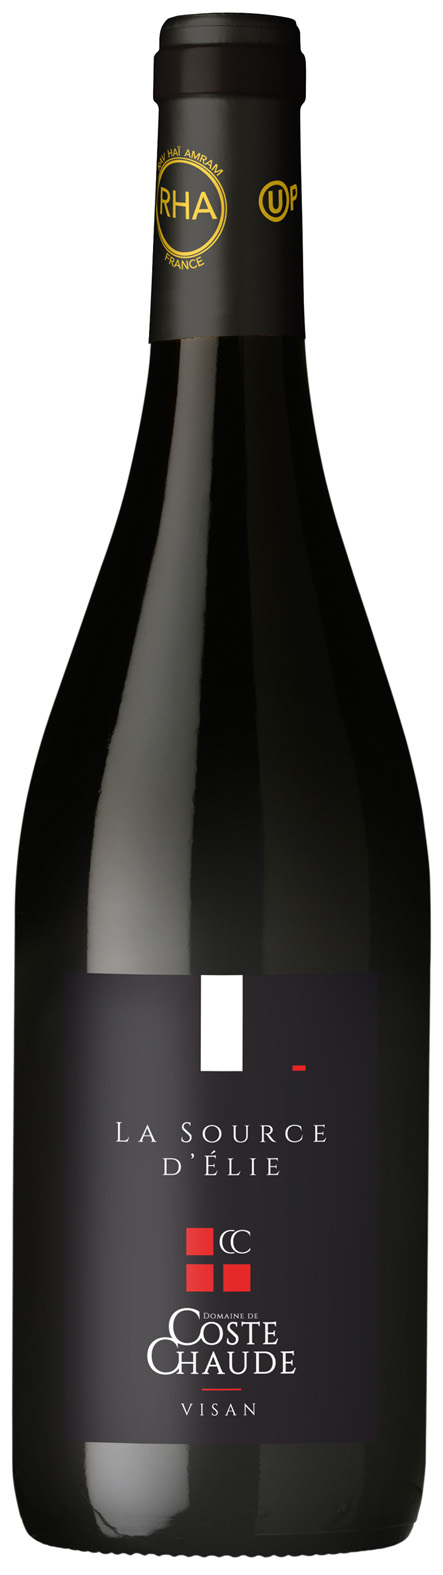 RAV HAÏ AMRAM
RHA
FRANCE
UP
LA SOURCE
D'ÉLIE
CC
DOMAINE DE
COSTE
CHAUDE
VISAN